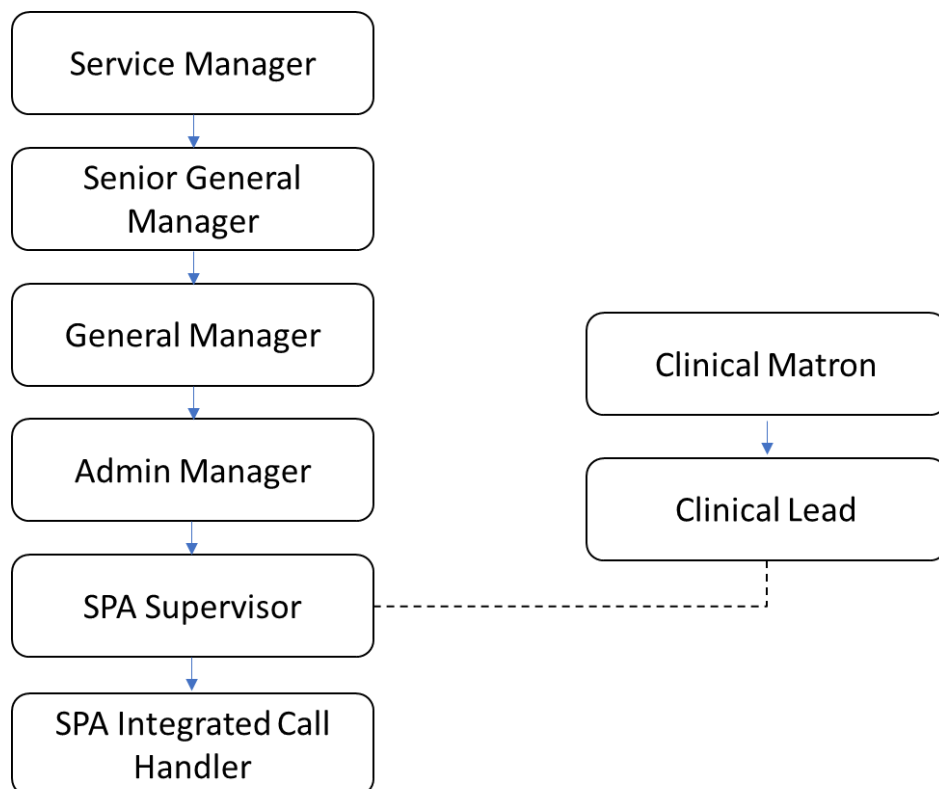 Service Manager
Senior General
Manager
General Manager
Admin Manager
SPA Supervisor
SPA Integrated Call
Handler
Clinical Matron
Clinical Lead